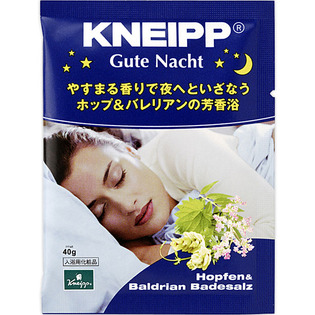 KNEIPP®
Gute Nacht
やすまる香りで夜へといざなう
ホップ&バレリアンの芳香浴
40g
入浴用化粧品
Kneipp
Hopfen&
Baldrian Badesalz